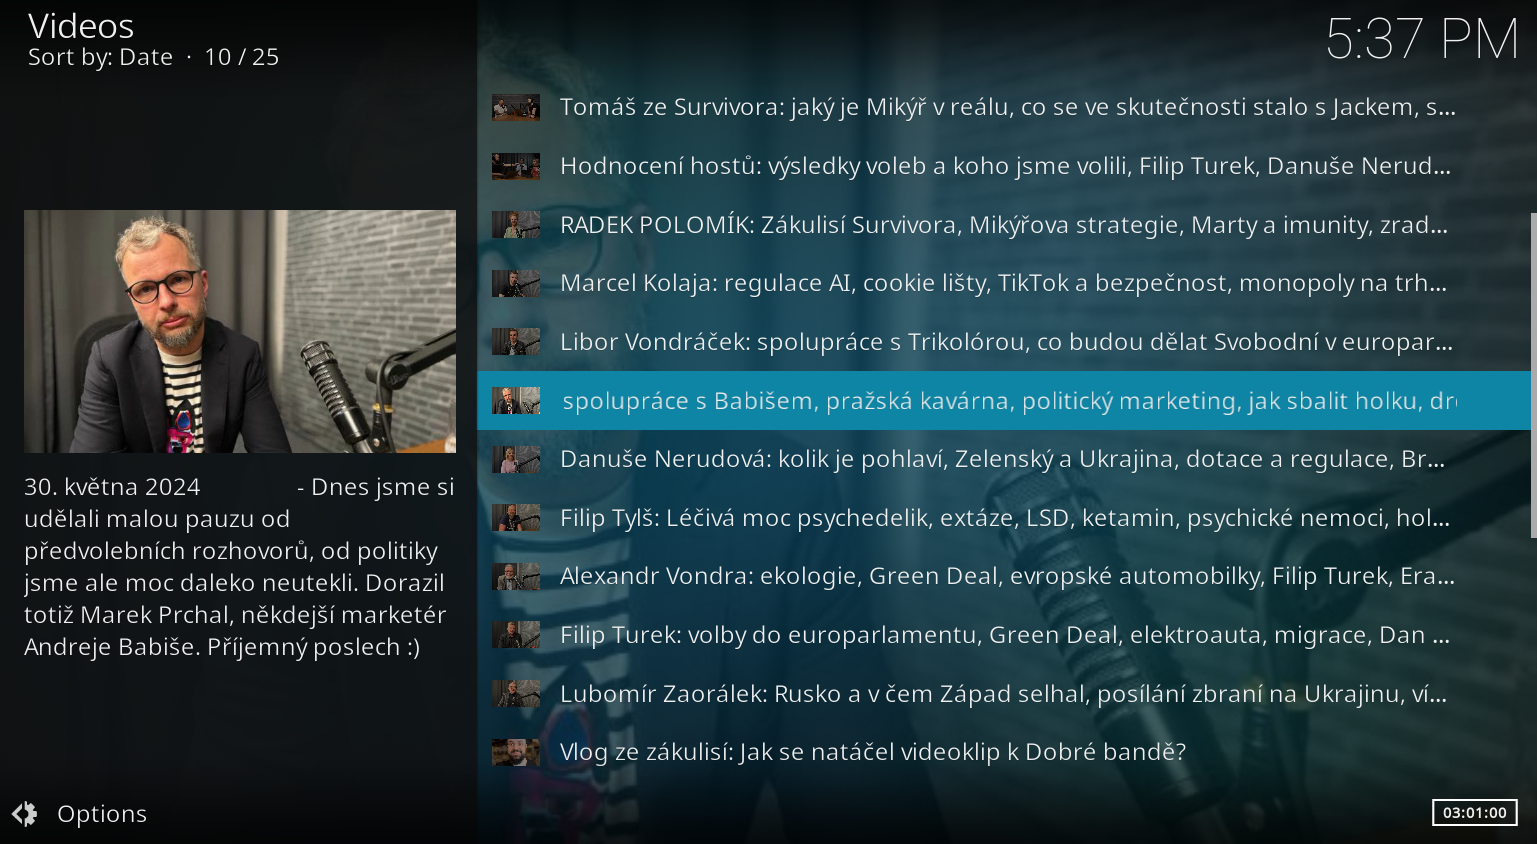 Videos
Sort by: Date · 10 / 25
5:37 PM
Tomáš ze Survivora: jaký je Mikýř v reálu, co se ve skutečnosti stalo s Jackem, s...
Hodnocení hostů: výsledky voleb a koho jsme volili, Filip Turek, Danuše Nerud...
RADEK POLOMÍK: Zákulisí Survivora, Mikýřova strategie, Marty a imunity, zrad...
Marcel Kolaja: regulace AI, cookie lišty, TikTok a bezpečnost, monopoly na trh...
Libor Vondráček: spolupráce s Trikolórou, co budou dělat Svobodní v europar...
spolupráce s Babišem, pražská kavárna, politický marketing, jak sbalit holku, dr
Danuše Nerudová: kolik je pohlaví, Zelenský a Ukrajina, dotace a regulace, Br...
Filip Tylš: Léčivá moc psychedelik, extáze, LSD, ketamin, psychické nemoci, hol...
Alexandr Vondra: ekologie, Green Deal, evropské automobilky, Filip Turek, Era...
Filip Turek: volby do europarlamentu, Green Deal, elektroauta, migrace, Dan ...
Lubomír Zaorálek: Rusko a v čem Západ selhal, posílání zbraní na Ukrajinu, ví...
Vlog ze zákulisí: Jak se natáčel videoklip k Dobré bandě?
30. května 2024 - Dnes jsme si
udělali malou pauzu od
předvolebních rozhovorů, od politiky
jsme ale moc daleko neutekli. Dorazil
totiž Marek Prchal, někdejší marketér
Andreje Babiše. Příjemný poslech :)
Options
03:01:00